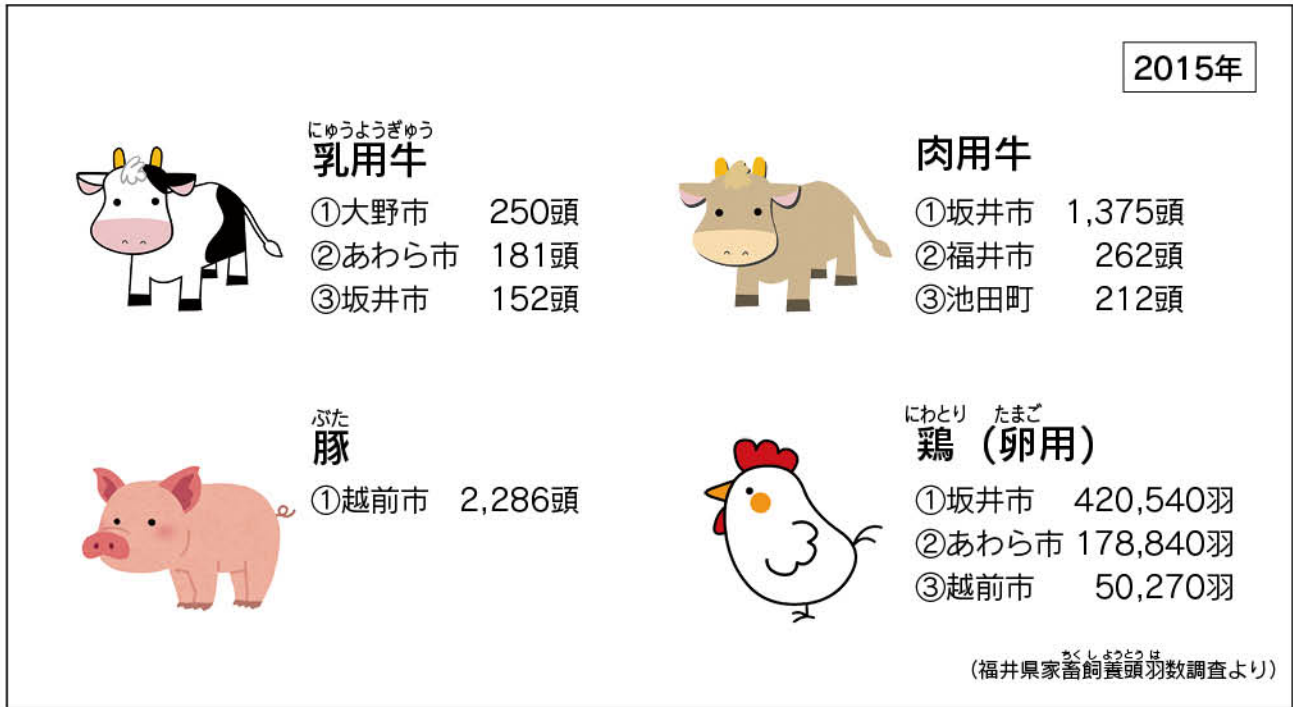 2015年
にゅうようぎゅう
乳用牛
①大野市 250頭
②あわら市 181頭
③坂井市 152頭
肉用牛
①坂井市 1,375頭
②福井市 262頭
③池田町 212頭
ぶた
豚
①越前市 2,286頭
にわとり たまご
鶏（卵用）
①坂井市 420,540羽
②あわら市 178,840羽
③越前市 50,270羽
ちくしようとうは
（福井県家畜飼養頭羽数調査より）